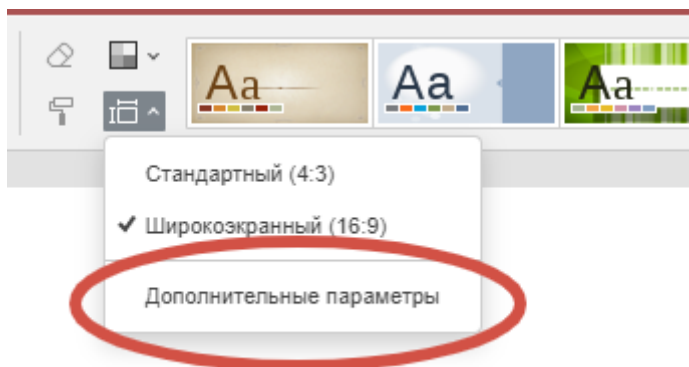 Aa Aa Aa
Стандартный (4:3)
Широкоэкранный (16:9)
Дополнительные параметры